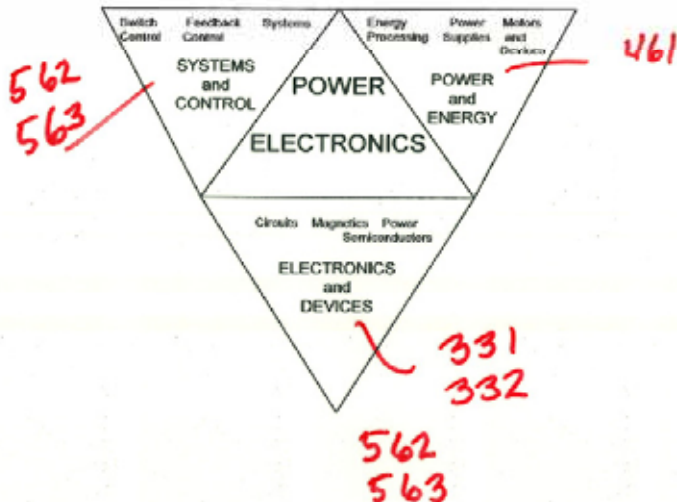 Switch Control
Feedback Control
Systems
SYSTEMS
and
CONTROL
POWER
ELECTRONICS
Energy Processing
Power Supplies
Motors and Devices
POWER
and
ENERGY
461
562
563
Circuits Magnetics Power
Semiconductors
ELECTRONICS
and
DEVICES
331
332
562
563